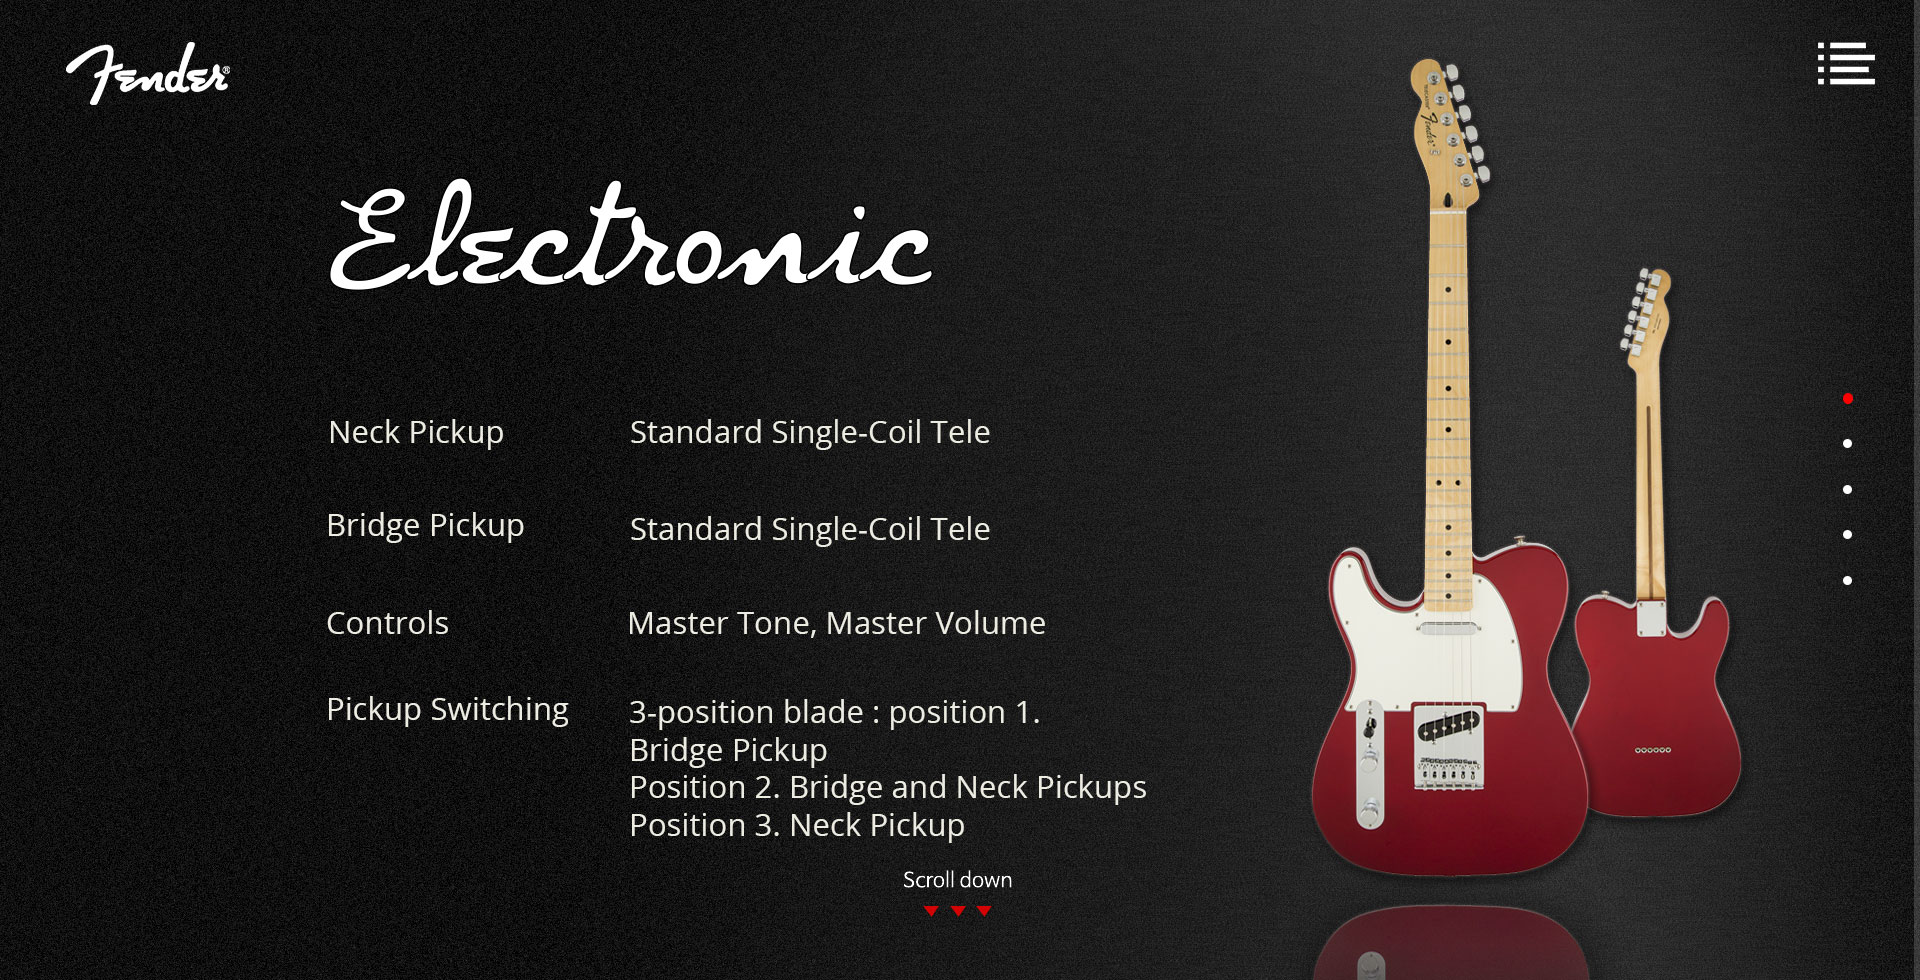 Fender®
Electronic
Neck Pickup Standard Single-Coil Tele
Bridge Pickup Standard Single-Coil Tele
Controls Master Tone, Master Volume
Pickup Switching 3-position blade : position 1.
Bridge Pickup
Position 2. Bridge and Neck Pickups
Position 3. Neck Pickup
Scroll down
Fender